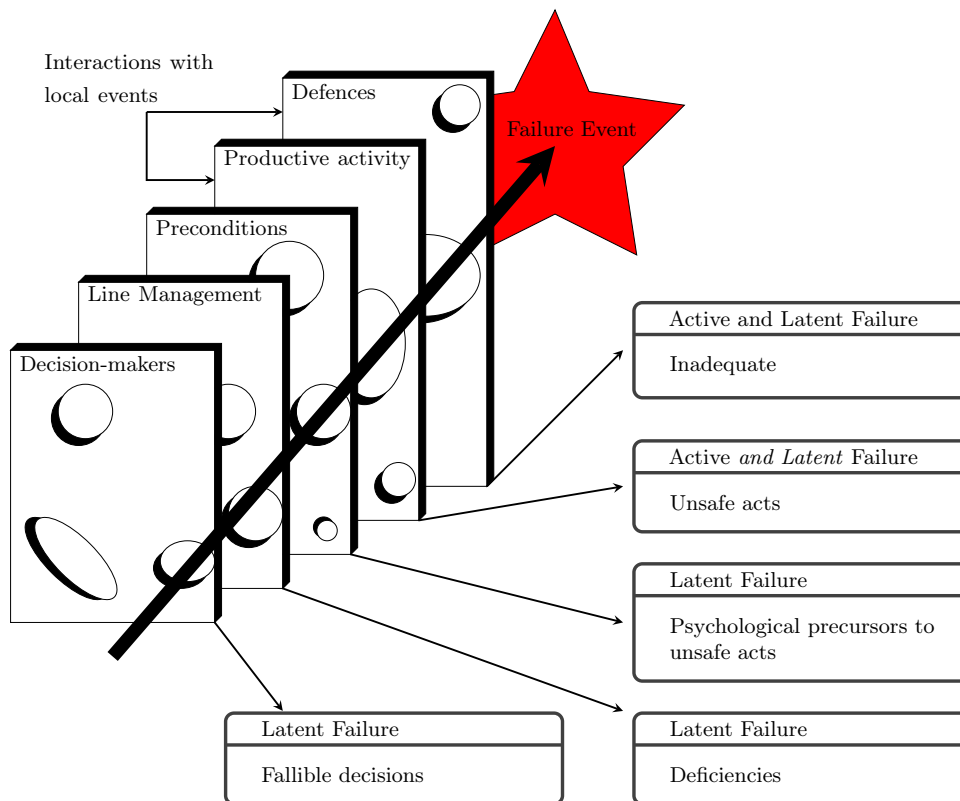 Interactions with
local events
Defences
Failure Event
Productive activity
Preconditions
Line Management
Decision-makers
Active and Latent Failure
Inadequate
Active and Latent Failure
Unsafe acts
Latent Failure
Psychological precursors to
unsafe acts
Latent Failure
Fallible decisions
Latent Failure
Deficiencies